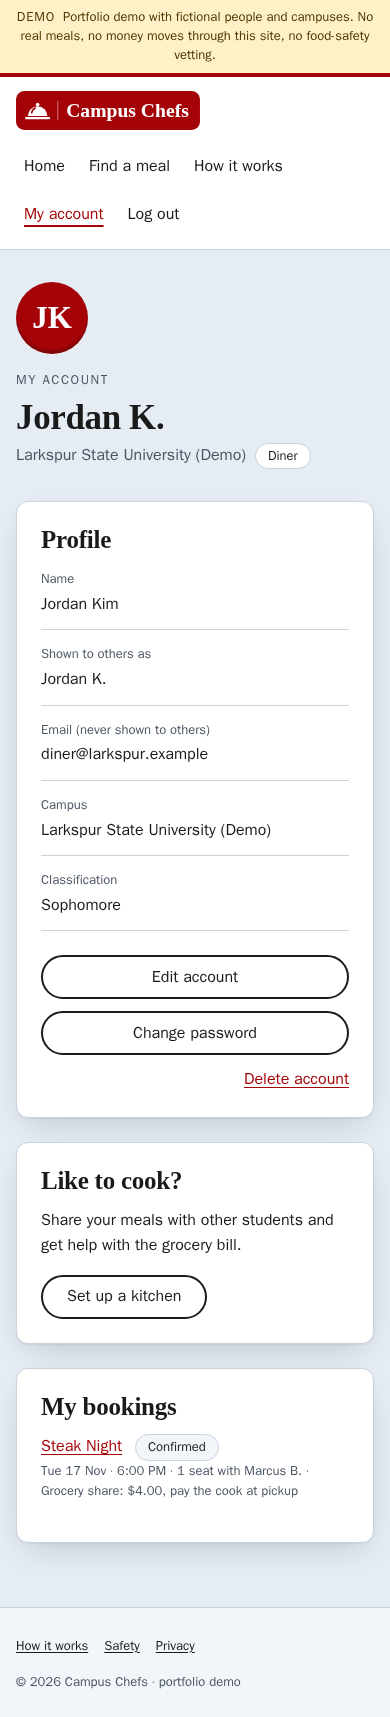 DEMO Portfolio demo with fictional people and campuses. No
real meals, no money moves through this site, no food-safety
vetting.
Campus Chefs
Home Find a meal How it works
My account Log out
JK
MY ACCOUNT
Jordan K.
Larkspur State University (Demo) Diner
Profile
Name
Jordan Kim
Shown to others as
Jordan K.
Email (never shown to others)
diner@larkspur.example
Campus
Larkspur State University (Demo)
Classification
Sophomore
Edit account
Change password
Delete account
Like to cook?
Share your meals with other students and
get help with the grocery bill.
Set up a kitchen
My bookings
Steak Night Confirmed
Tue 17 Nov · 6:00 PM · 1 seat with Marcus B. ·
Grocery share: $4.00, pay the cook at pickup
How it works Safety Privacy
© 2026 Campus Chefs · portfolio demo